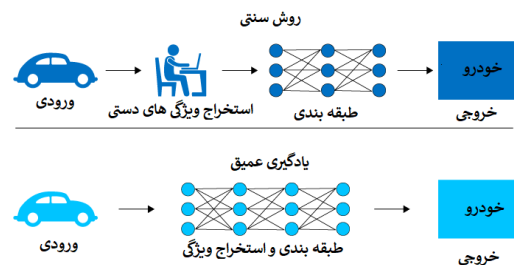 روش سنتی
خودرو
ورودی
استخراج ویژگی های دستی
طبقه بندی
خروجی
یادگیری عمیق
خودرو
ورودی
طبقه بندی و استخراج ویژگی
خروجی